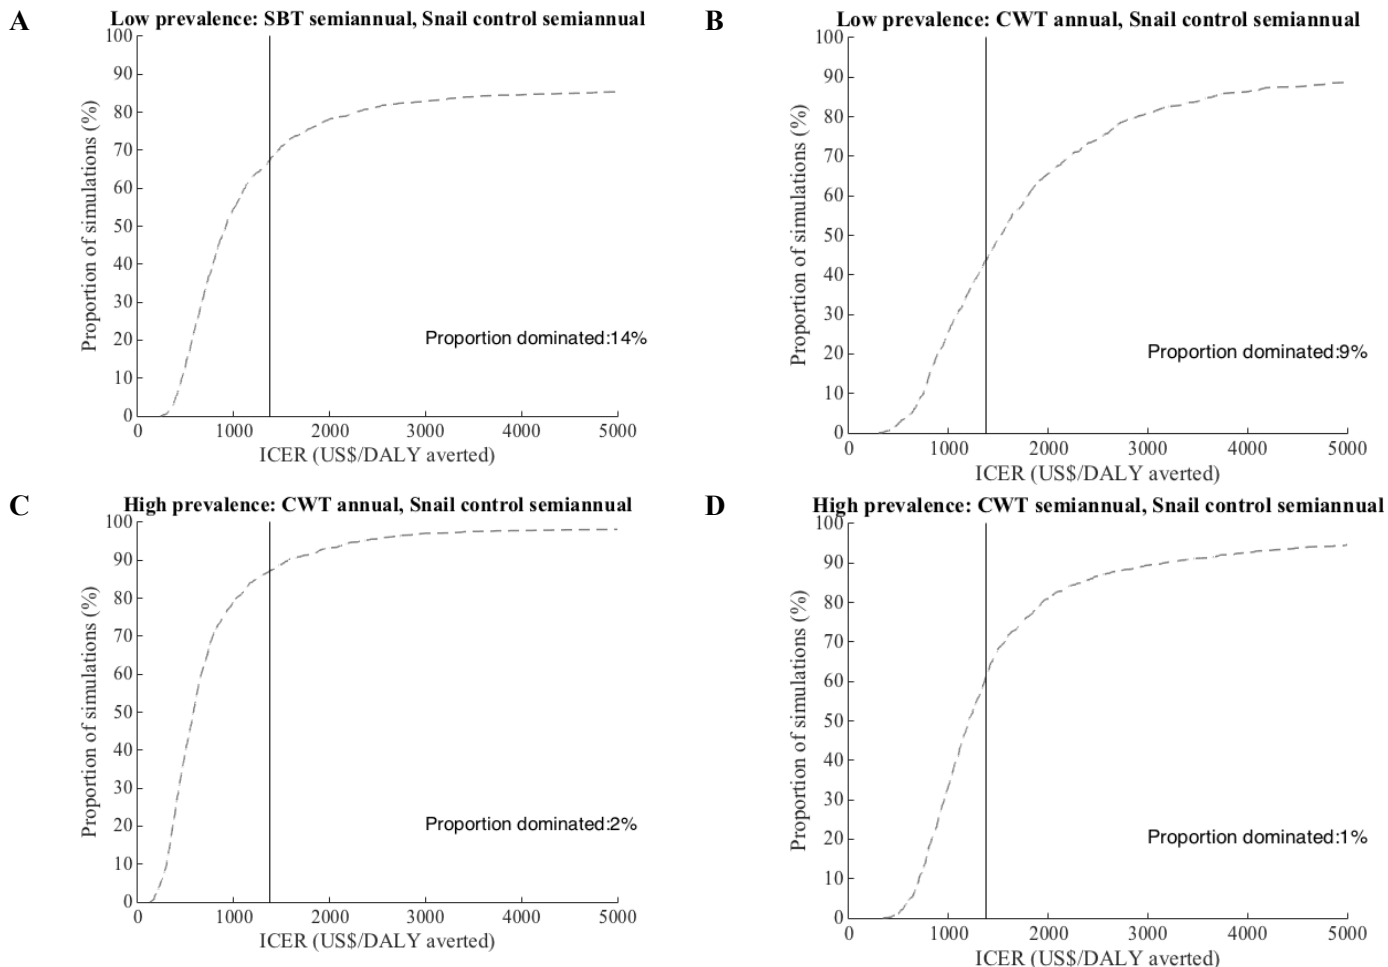 A
Low prevalence: SBT semiannual, Snail control semiannual
100
90
80
70
60
50
40
30
20
10
0
Proportion of simulations (%)
Proportion dominated:14%
0 1000 2000 3000 4000 5000
ICER (US$/DALY averted)
B
Low prevalence: CWT annual, Snail control semiannual
100
90
80
70
60
50
40
30
20
10
0
Proportion of simulations (%)
Proportion dominated:9%
0 1000 2000 3000 4000 5000
ICER (US$/DALY averted)
C
High prevalence: CWT annual, Snail control semiannual
100
90
80
70
60
50
40
30
20
10
0
Proportion of simulations (%)
Proportion dominated:2%
0 1000 2000 3000 4000 5000
ICER (US$/DALY averted)
D
High prevalence: CWT semiannual, Snail control semiannual
100
90
80
70
60
50
40
30
20
10
0
Proportion of simulations (%)
Proportion dominated:1%
0 1000 2000 3000 4000 5000
ICER (US$/DALY averted)